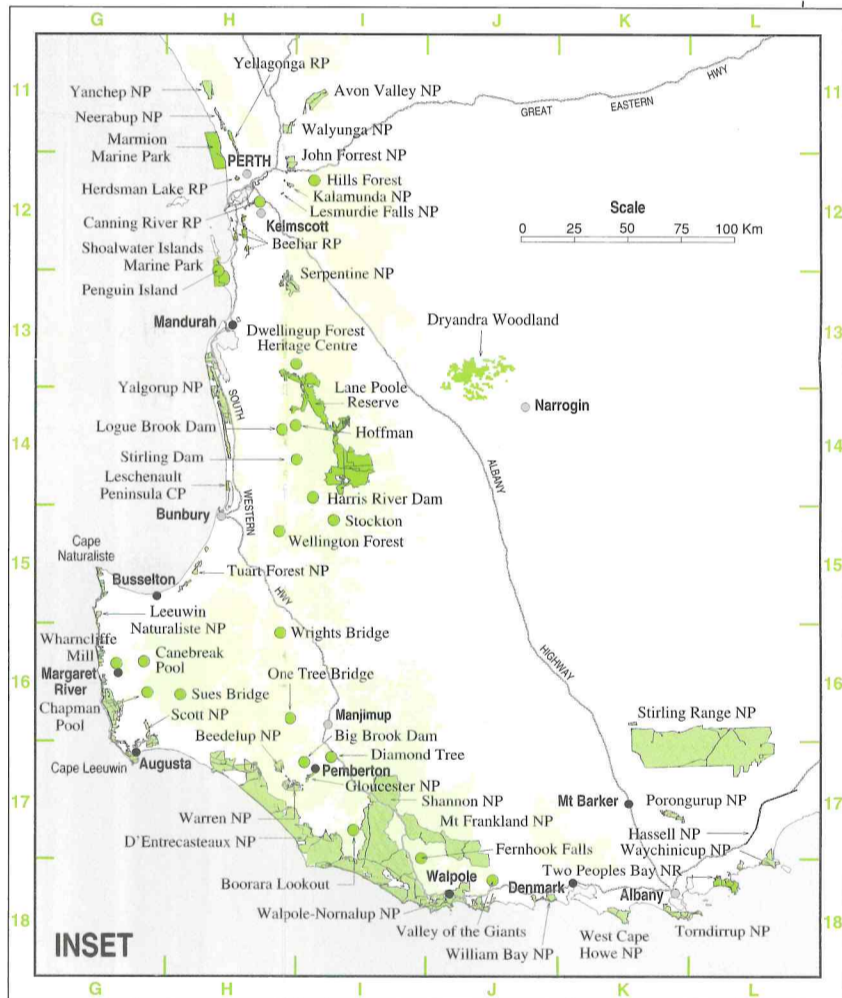 G H I J K L
11
Yellagonga RP
Yanchep NP
Avon Valley NP
HWY
EASTERN
GREAT
11
Neerabup NP
Walyunga NP
Marmion
Marine Park
PERTH
John Forrest NP
Herdsman Lake RP
Hills Forest
Kalamunda NP
Lesmurdie Falls NP
12
Canning River RP
Kelmscott
Beeliar RP
Scale
0 25 50 75 100 Km
12
Shoalwater Islands
Marine Park
Penguin Island
Serpentine NP
13
Mandurah
Dwellingup Forest
Heritage Centre
Dryandra Woodland
13
Yalgorup NP
SOUTH
Lane Poole
Reserve
Narrogin
14
Logue Brook Dam
Hoffman
14
Stirling Dam
ALBANY
Leschenault
Peninsula CP
WESTERN
Harris River Dam
Bunbury
Stockton
Wellington Forest
15
Cape
Naturaliste
Tuart Forest NP
15
Busselton
HWY
Leeuwin
Naturaliste NP
Wrights Bridge
Wharncliffe
Mill
Canebreak
Pool
HIGHWAY
16
Margaret
River
One Tree Bridge
16
Chapman
Pool
Sues Bridge
Scott NP
Manjimup
Stirling Range NP
Beedelup NP
Big Brook Dam
Diamond Tree
Cape Leeuwin
Augusta
Pemberton
Gloucester NP
17
Shannon NP
Mt Barker
Porongurup NP
17
Warren NP
Mt Frankland NP
Hassell NP
D'Entrecasteaux NP
Fernhook Falls
Waychinicup NP
Boorara Lookout
Walpole
Denmark
Two Peoples Bay NR
Albany
18
Walpole-Nornalup NP
Valley of the Giants
William Bay NP
West Cape
Howe NP
Torndirrup NP
18
INSET
G H I J K L